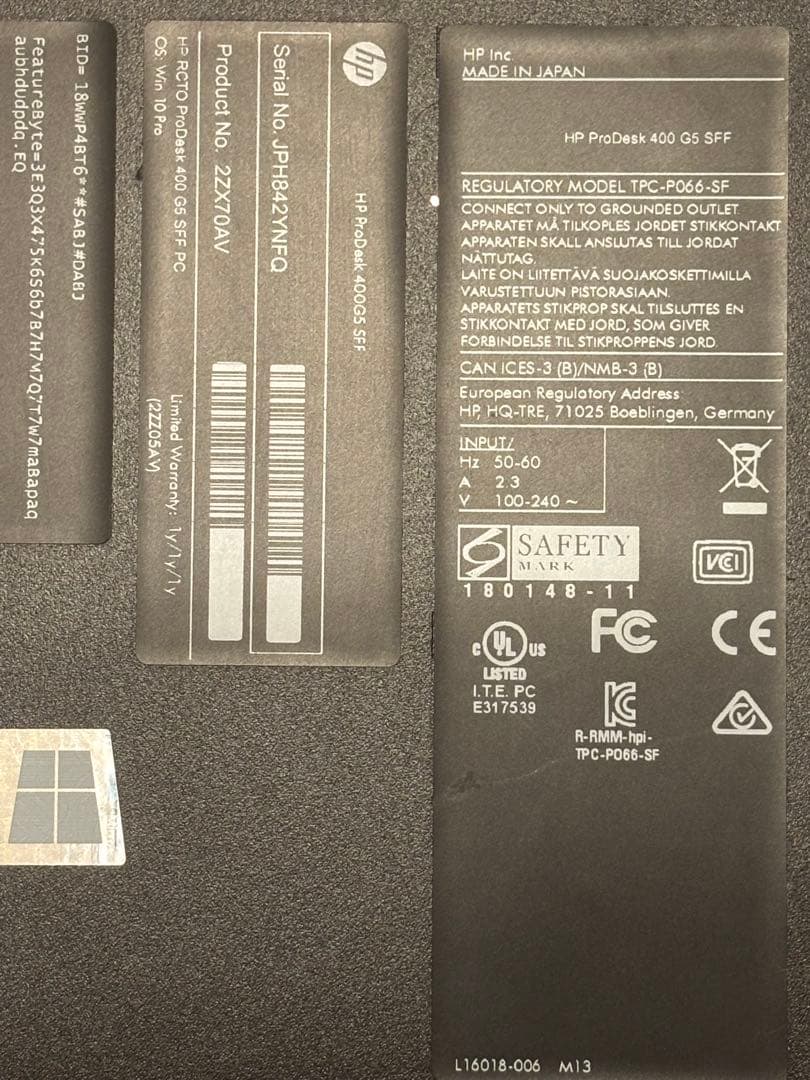 BID= 18WWP4BT6**#SABJ#DABJ
FeatureByte=3E3Q3X475K6S6b7B7H7M7Q7T7W7maBapaq
aubhdudpdq.EQ
hp
HP ProDesk 400G5 SFF
Serial No. JPH842YNFQ
Product No. 2ZX70AV
HP RCTO ProDesk 400 G5 SFF PC
OS: Win 10 Pro
Limited Warranty: 1y/1y/1y
(2ZZ05AV)
HP Inc.
MADE IN JAPAN
HP ProDesk 400 G5 SFF
REGULATORY MODEL TPC-P066-SF
CONNECT ONLY TO GROUNDED OUTLET
APPARATET MÅ TILKOPLES JORDET STIKKONTAKT
APPARATEN SKALL ANSLUTAS TILL JORDAT
NÄTTUTAG.
LAITE ON LIITETTÄVÄ SUOJAKOSKETTIMILLA
VARUSTETTUUN PISTORASIAAN.
APPARATETS STIKPROP SKAL TILSLUTTES EN
STIKKONTAKT MED JORD, SOM GIVER
FORBINDELSE TIL STIKPROPPENS JORD.
CAN ICES-3 (B)/NMB-3 (B)
European Regulatory Address
HP, HQ-TRE, 71025 Boeblingen, Germany
INPUT/
Hz 50-60
A 2.3
V 100-240 ~
SAFETY
MARK
180148-11
VCI
C UL US
LISTED
I.T.E. PC
E317539
FC
CE
R-RMM-hpi-
TPC-P066-SF
L16018-006 M13